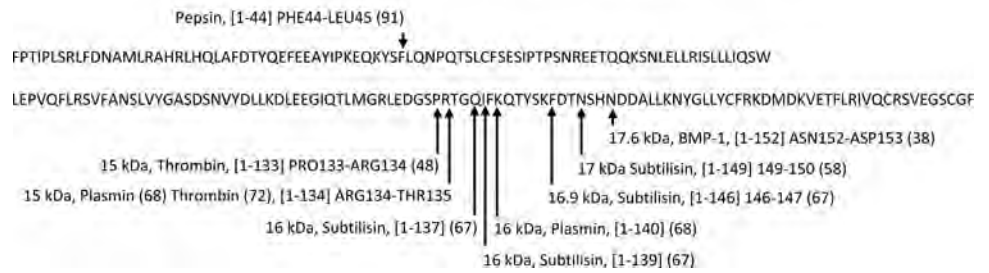 Pepsin, [1-44] PHE44-LEU45 (91)
FPTIPLSRLFDNAMLRAHRLHQLAFDTYQEFEEAYIPKEQKYSFLQNPQTSLCFSESIPTPSNREETQQKSNLELLRISLLLIQSW
LEPVQFLRSVFANSLVYGASDSNVYDLLKDLEEGIQTLMGRLEDGSPRTGQIFKQTYSKFDTNSHNDDALLKNYGLLYCFRKDMDKVETFLRIVQCRSVEGSCGF
17.6 kDa, BMP-1, [1-152] ASN152-ASP153 (38)
15 kDa, Thrombin, [1-133] PRO133-ARG134 (48)
17 kDa Subtilisin, [1-149] 149-150 (58)
15 kDa, Plasmin (68) Thrombin (72), [1-134] ARG134-THR135
16.9 kDa, Subtilisin, [1-146] 146-147 (67)
16 kDa, Subtilisin, [1-137] (67)
16 kDa, Plasmin, [1-140] (68)
16 kDa, Subtilisin, [1-139] (67)